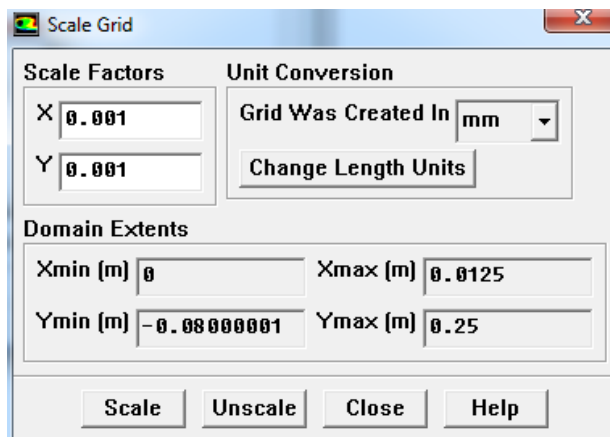 Scale Grid
Scale Factors
X 0.001
Y 0.001
Unit Conversion
Grid Was Created In mm
Change Length Units
Domain Extents
Xmin (m) 0 Xmax (m) 0.0125
Ymin (m) -0.08000001 Ymax (m) 0.25
Scale Unscale Close Help